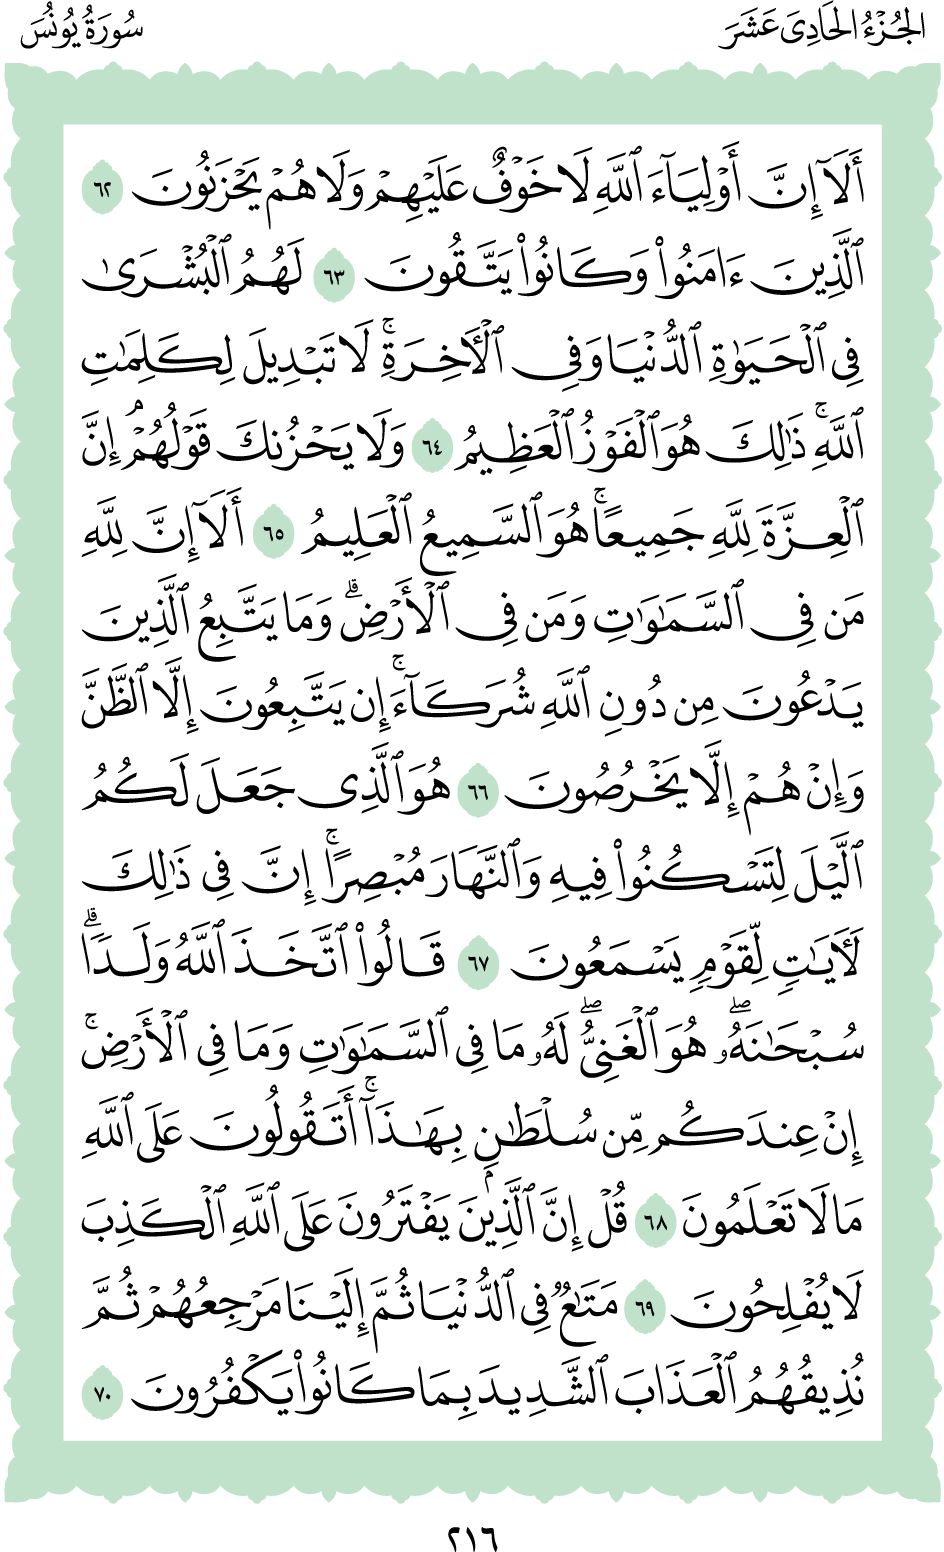 الجُزْءُ الحَادِىَ عَشَرَ
سُورَةُ يُونُسَ
أَلَآ إِنَّ أَوْلِيَآءَ ٱللَّهِ لَا خَوْفٌ عَلَيْهِمْ وَلَا هُمْ يَحْزَنُونَ ٦٢
ٱلَّذِينَ ءَامَنُوا۟ وَكَانُوا۟ يَتَّقُونَ ٦٣ لَهُمُ ٱلْبُشْرَىٰ
فِى ٱلْحَيَوٰةِ ٱلدُّنْيَا وَفِى ٱلْأَخِرَةِ ۚ لَا تَبْدِيلَ لِكَلِمَٰتِ
ٱللَّهِ ۚ ذَٰلِكَ هُوَ ٱلْفَوْزُ ٱلْعَظِيمُ ٦٤ وَلَا يَحْزُنكَ قَوْلُهُمْ ۘ إِنَّ
ٱلْعِزَّةَ لِلَّهِ جَمِيعًا ۚ هُوَ ٱلسَّمِيعُ ٱلْعَلِيمُ ٦٥ أَلَآ إِنَّ لِلَّهِ
مَن فِى ٱلسَّمَٰوَٰتِ وَمَن فِى ٱلْأَرْضِ ۗ وَمَا يَتَّبِعُ ٱلَّذِينَ
يَدْعُونَ مِن دُونِ ٱللَّهِ شُرَكَآءَ ۚ إِن يَتَّبِعُونَ إِلَّا ٱلظَّنَّ
وَإِنْ هُمْ إِلَّا يَخْرُصُونَ ٦٦ هُوَ ٱلَّذِى جَعَلَ لَكُمُ
ٱلَّيْلَ لِتَسْكُنُوا۟ فِيهِ وَٱلنَّهَارَ مُبْصِرًا ۚ إِنَّ فِى ذَٰلِكَ
لَءَايَٰتٍ لِّقَوْمٍ يَسْمَعُونَ ٦٧ قَالُوا۟ ٱتَّخَذَ ٱللَّهُ وَلَدًا ۗ
سُبْحَٰنَهُۥ ۖ هُوَ ٱلْغَنِىُّ ۖ لَهُۥ مَا فِى ٱلسَّمَٰوَٰتِ وَمَا فِى ٱلْأَرْضِ ۚ
إِنْ عِندَكُم مِّن سُلْطَٰنٍۭ بِهَٰذَآ ۚ أَتَقُولُونَ عَلَى ٱللَّهِ
مَا لَا تَعْلَمُونَ ٦٨ قُلْ إِنَّ ٱلَّذِينَ يَفْتَرُونَ عَلَى ٱللَّهِ ٱلْكَذِبَ
لَا يُفْلِحُونَ ٦٩ مَتَٰعٌ فِى ٱلدُّنْيَا ثُمَّ إِلَيْنَا مَرْجِعُهُمْ ثُمَّ
نُذِيقُهُمُ ٱلْعَذَابَ ٱلشَّدِيدَ بِمَا كَانُوا۟ يَكْفُرُونَ ٧٠
٢١٦